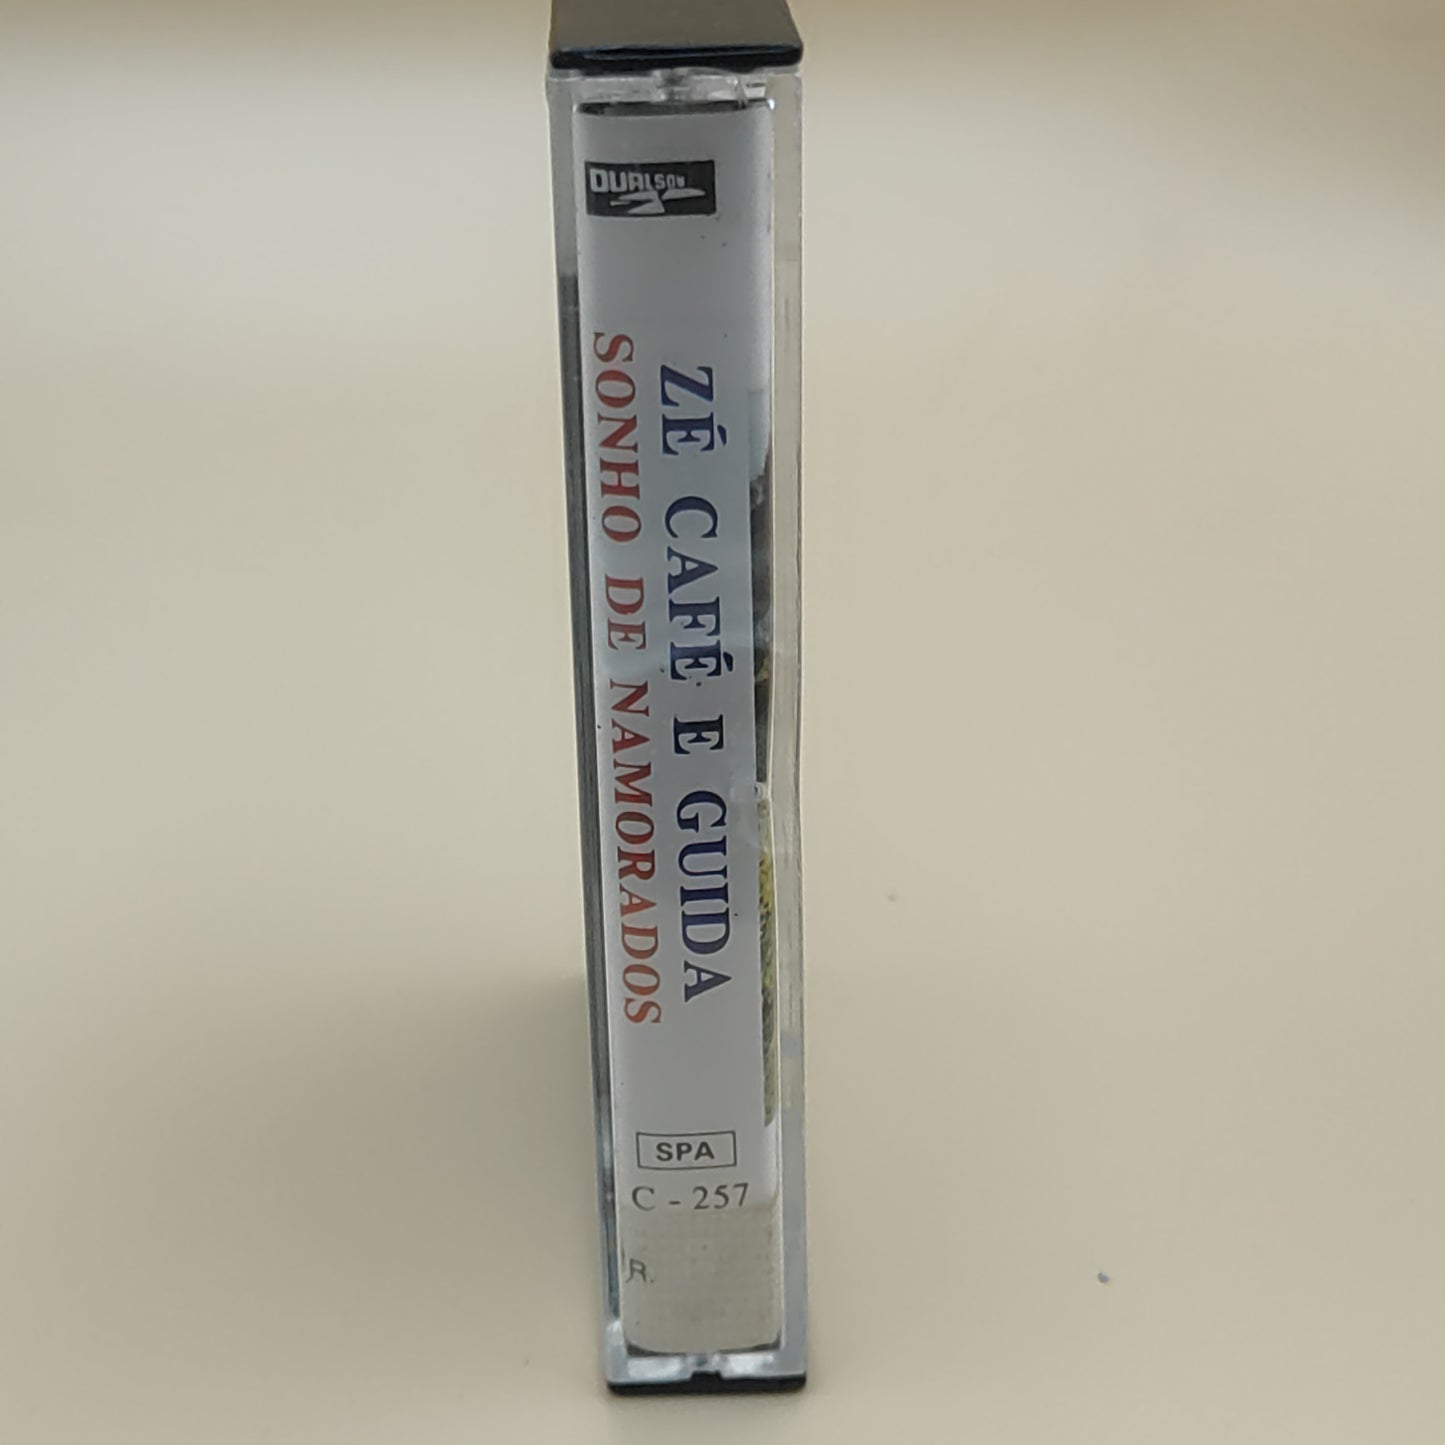 DUALSOM
ZÉ CAFÉ E GUIDA
SONHO DE NAMORADOS
SPA
C - 257
R.